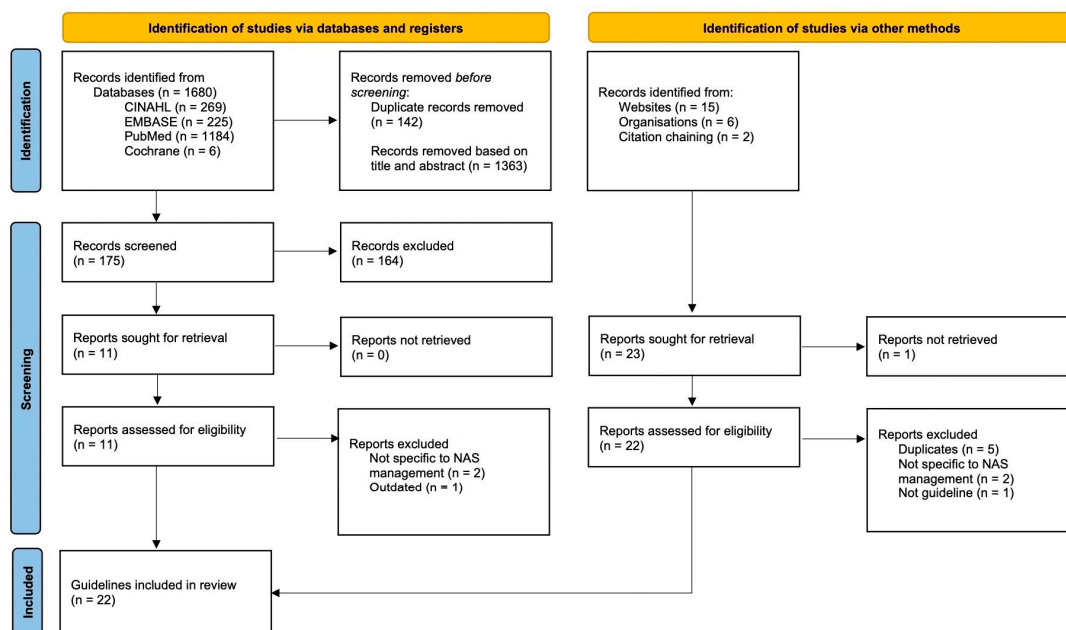 Identification of studies via databases and registers
Identification of studies via other methods
Identification
Records identified from
Databases (n = 1680)
CINAHL (n = 269)
EMBASE (n = 225)
PubMed (n = 1184)
Cochrane (n = 6)
Records removed before
screening:
Duplicate records removed
(n = 142)
Records removed based on
title and abstract (n = 1363)
Records identified from:
Websites (n = 15)
Organisations (n = 6)
Citation chaining (n = 2)
Screening
Records screened
(n = 175)
Records excluded
(n = 164)
Reports sought for retrieval
(n = 11)
Reports not retrieved
(n = 0)
Reports sought for retrieval
(n = 23)
Reports not retrieved
(n = 1)
Reports assessed for eligibility
(n = 11)
Reports excluded
Not specific to NAS
management (n = 2)
Outdated (n = 1)
Reports assessed for eligibility
(n = 22)
Reports excluded
Duplicates (n = 5)
Not specific to NAS
management (n = 2)
Not guideline (n = 1)
Included
Guidelines included in review
(n = 22)